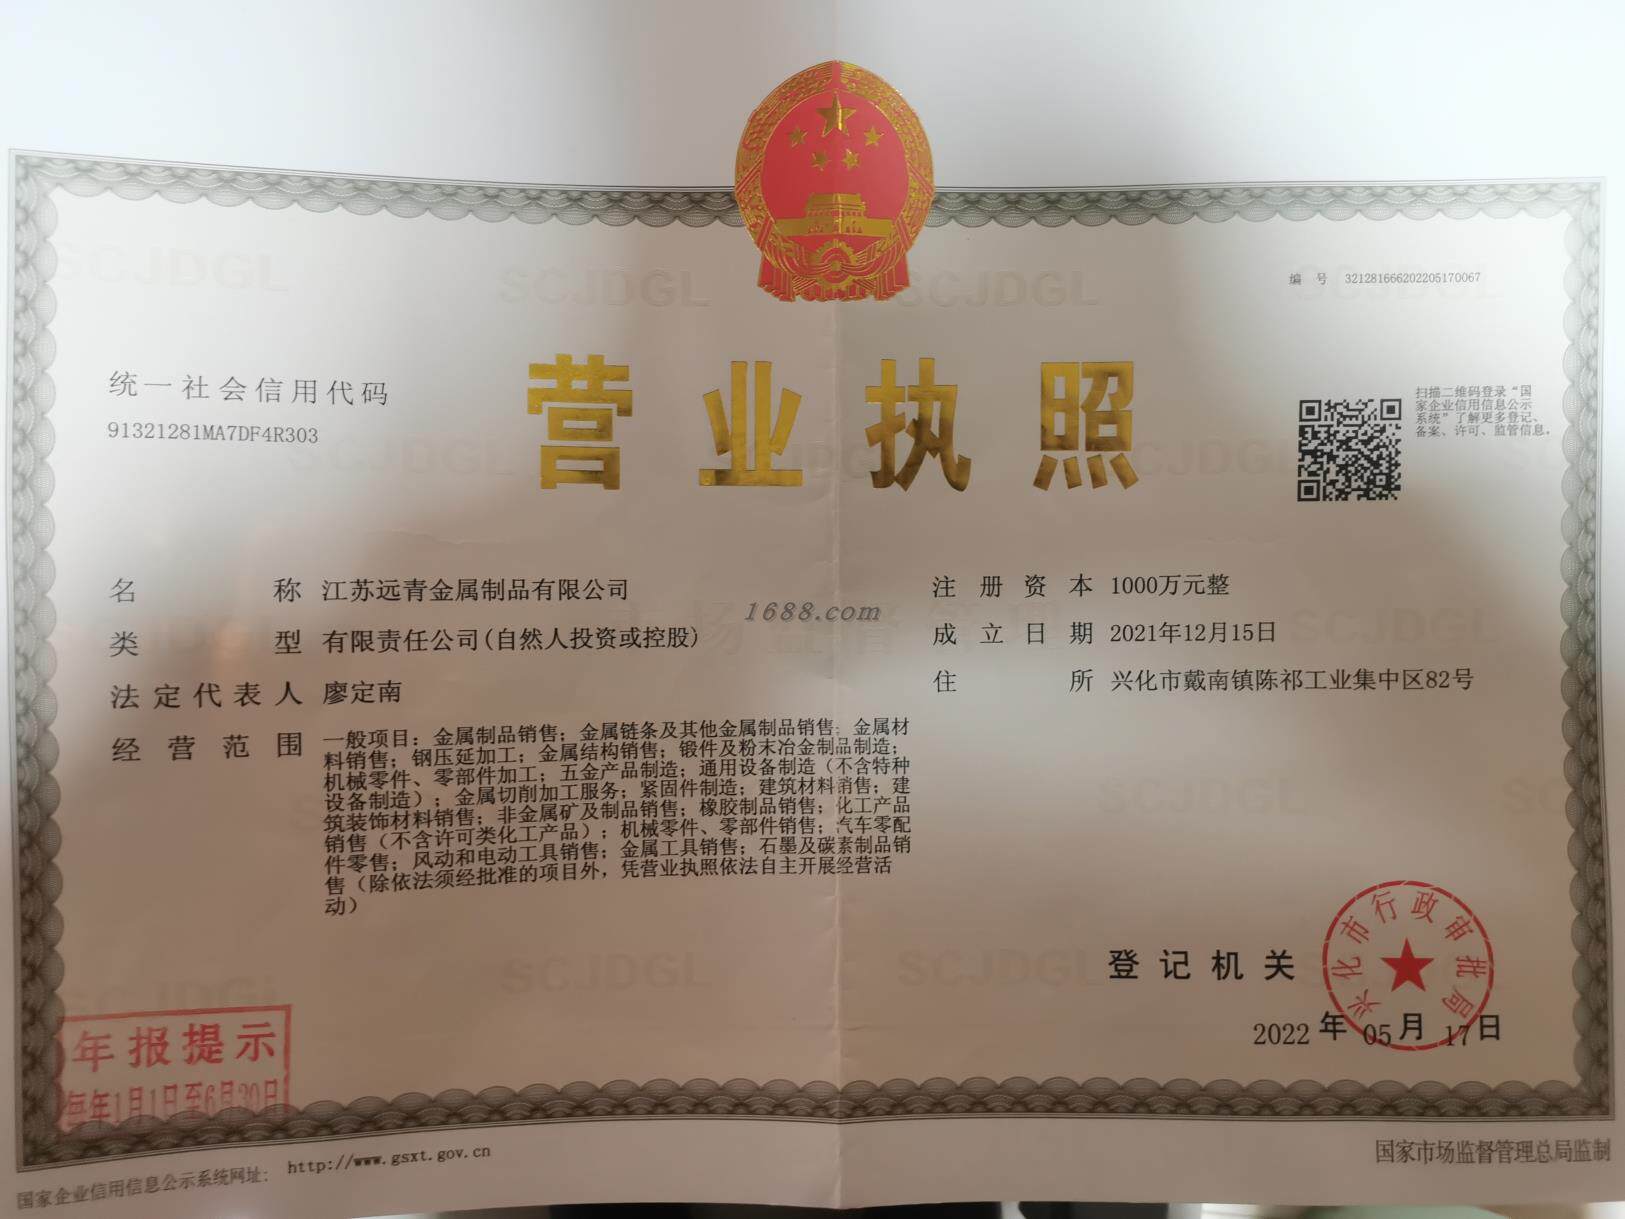 编 号 321281666202205170067
统一社会信用代码
91321281MA7DF4R303
营业执照
扫描二维码登录“国
家企业信用信息公示
系统”了解更多登记、
备案、许可、监管信息。
名 称 江苏远青金属制品有限公司
类 型 有限责任公司(自然人投资或控股)
法定代表人 廖定南
经营范围 一般项目：金属制品销售；金属链条及其他金属制品销售；金属材
料销售；钢压延加工；金属结构销售；锻件及粉末冶金制品制造；
机械零件、零部件加工；五金产品制造；通用设备制造（不含特种
设备制造）；金属切削加工服务；紧固件制造；建筑材料销售；建
筑装饰材料销售；非金属矿及制品销售；橡胶制品销售；化工产品
销售（不含许可类化工产品）；机械零件、零部件销售；汽车零配
件零售；风动和电动工具销售；金属工具销售；石墨及碳素制品销
售（除依法须经批准的项目外，凭营业执照依法自主开展经营活
动）
注册资本 1000万元整
成立日期 2021年12月15日
住 所 兴化市戴南镇陈祁工业集中区82号
1688.com
登记机关
兴化市行政审批局
2022 年 05 月 17 日
年报提示
每年1月1日至6月30日
国家企业信用信息公示系统网址： http://www.gsxt.gov.cn
国家市场监督管理总局监制
SCJDGL
SCJDGL
SCJDGL
SCJDGL
SCJDGL
SCJDGL